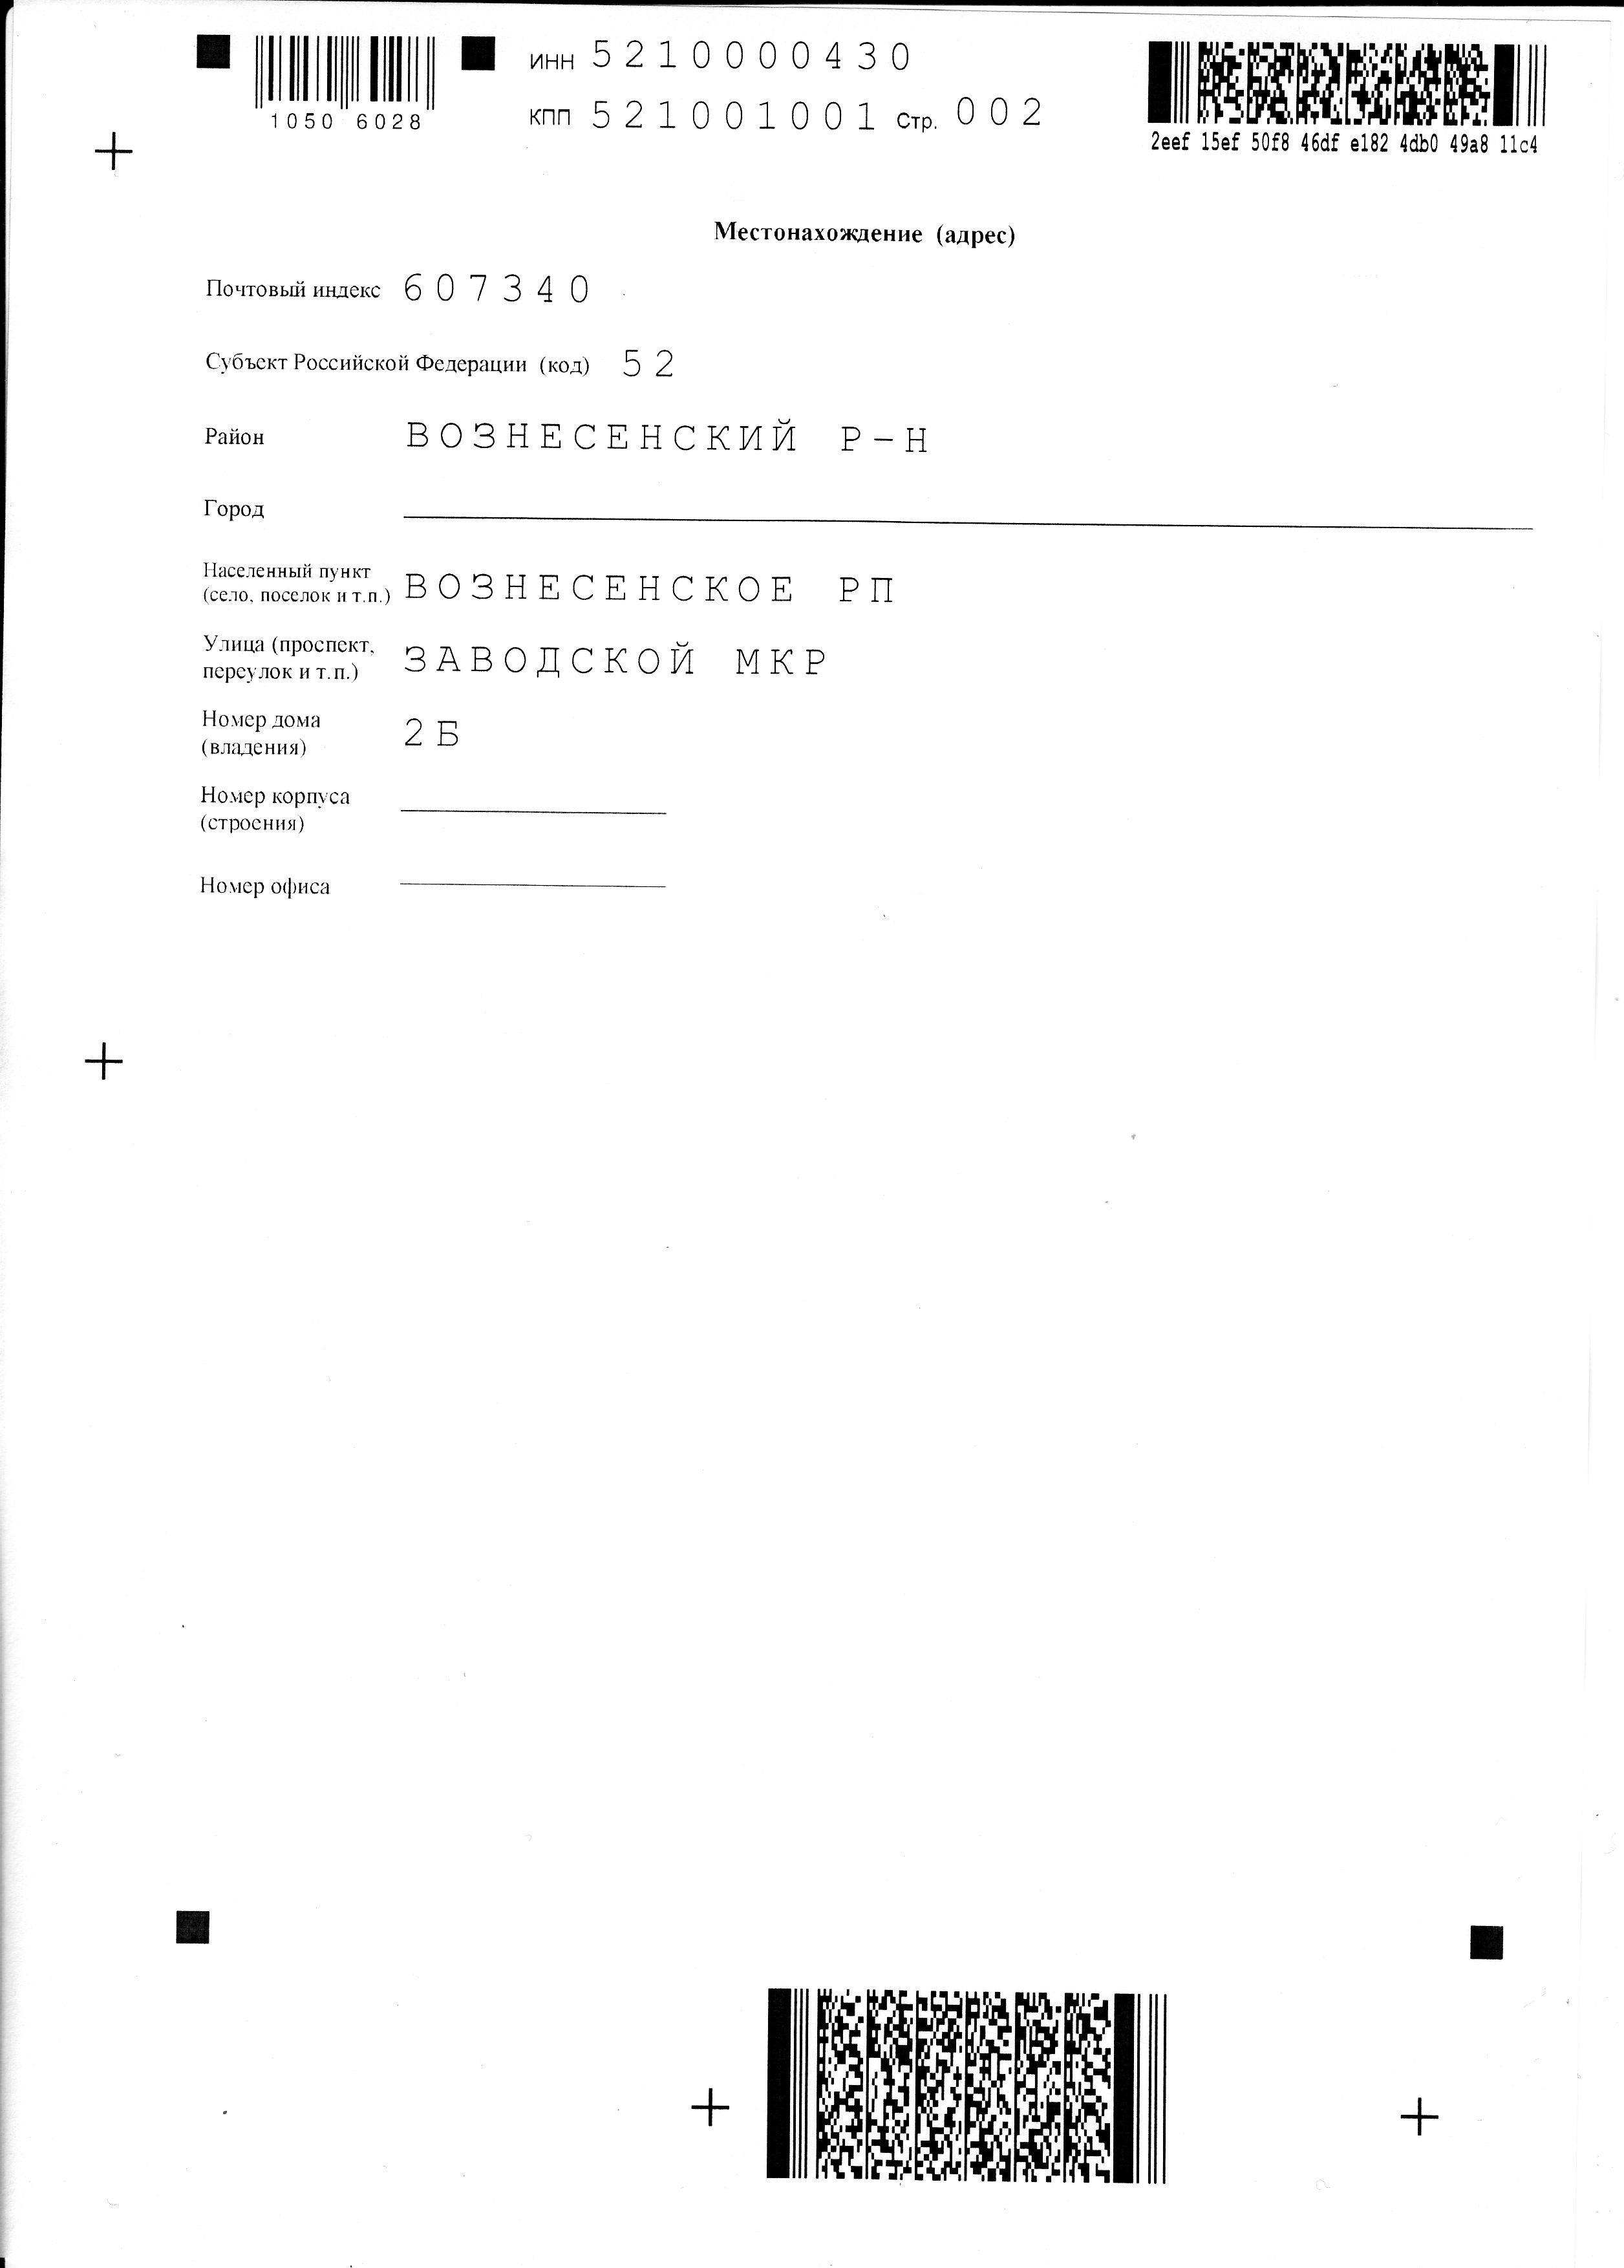 ИНН 5210000430
1050 6028
КПП 521001001 Стр. 002
2eef 15ef 50f8 46df e182 4db0 49a8 11c4
Местонахождение (адрес)
Почтовый индекс 607340
Субъект Российской Федерации (код) 52
Район ВОЗНЕСЕНСКИЙ Р-Н
Город
Населенный пункт
(село, поселок и т.п.) ВОЗНЕСЕНСКОЕ РП
Улица (проспект,
переулок и т.п.) ЗАВОДСКОЙ МКР
Номер дома
(владения) 2Б
Номер корпуса
(строения)
Номер офиса